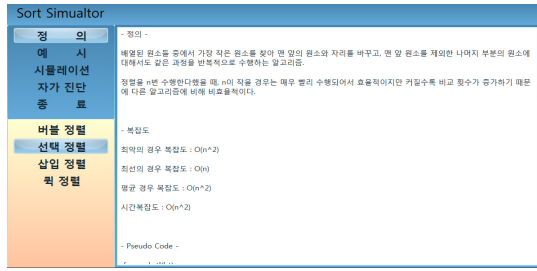 Sort Simualtor
정 의
예 시
시뮬레이션
자가 진단
종 료
버블 정렬
선택 정렬
삽입 정렬
퀵 정렬
- 정의 -
배열된 원소들 중에서 가장 작은 원소를 찾아 맨 앞의 원소와 자리를 바꾸고, 맨 앞 원소를 제외한 나머지 부분의 원소에
대해서도 같은 과정을 반복적으로 수행하는 알고리즘.
정렬을 n번 수행한다했을 때, n이 작을 경우는 매우 빨리 수행되어서 효율적이지만 커질수록 비교 횟수가 증가하기 때문
에 다른 알고리즘에 비해 비효율적이다.
- 복잡도
최악의 경우 복잡도 : O(n^2)
최선의 경우 복잡도 : O(n)
평균 경우 복잡도 : O(n^2)
시간복잡도 : O(n^2)
- Pseudo Code -